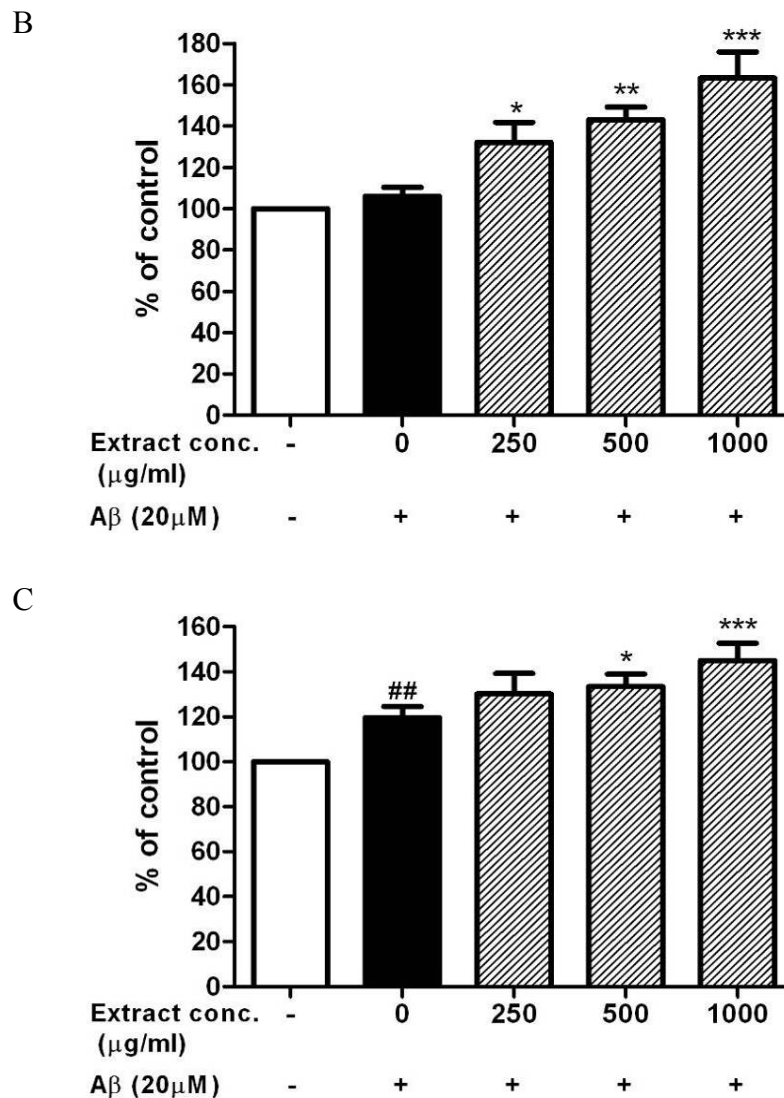 B
% of control
180
160
140
120
100
80
60
40
20
0
* ** ***
Extract conc. - 0 250 500 1000
(µg/ml)
Aβ (20µM) - + + + +
C
% of control
160
140
120
100
80
60
40
20
0
## * ***
Extract conc. - 0 250 500 1000
(µg/ml)
Aβ (20µM) - + + + +